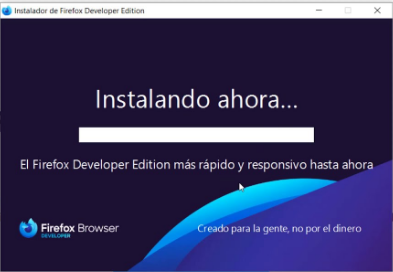 Instalador de Firefox Developer Edition
Instalando ahora...
El Firefox Developer Edition más rápido y responsivo hasta ahora
Firefox Browser
DEVELOPER
Creado para la gente, no por el dinero